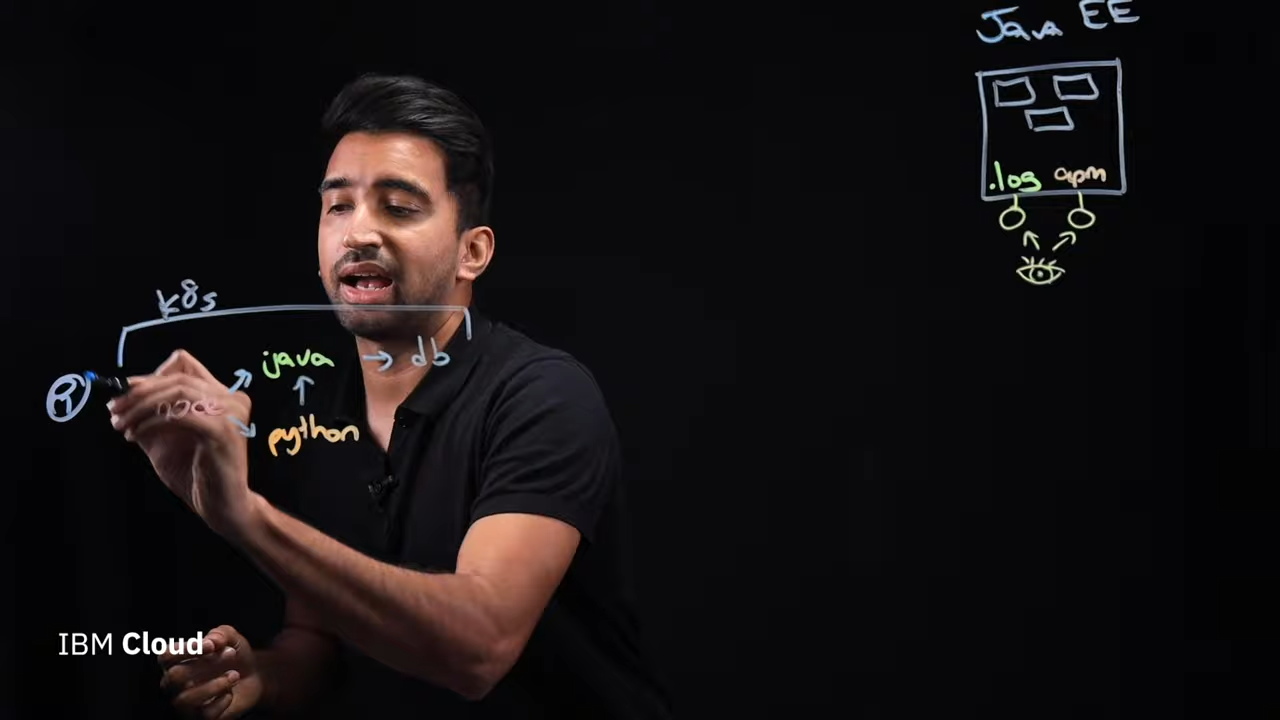 Java EE
.log apm
k8s
java → db
node
python
IBM Cloud